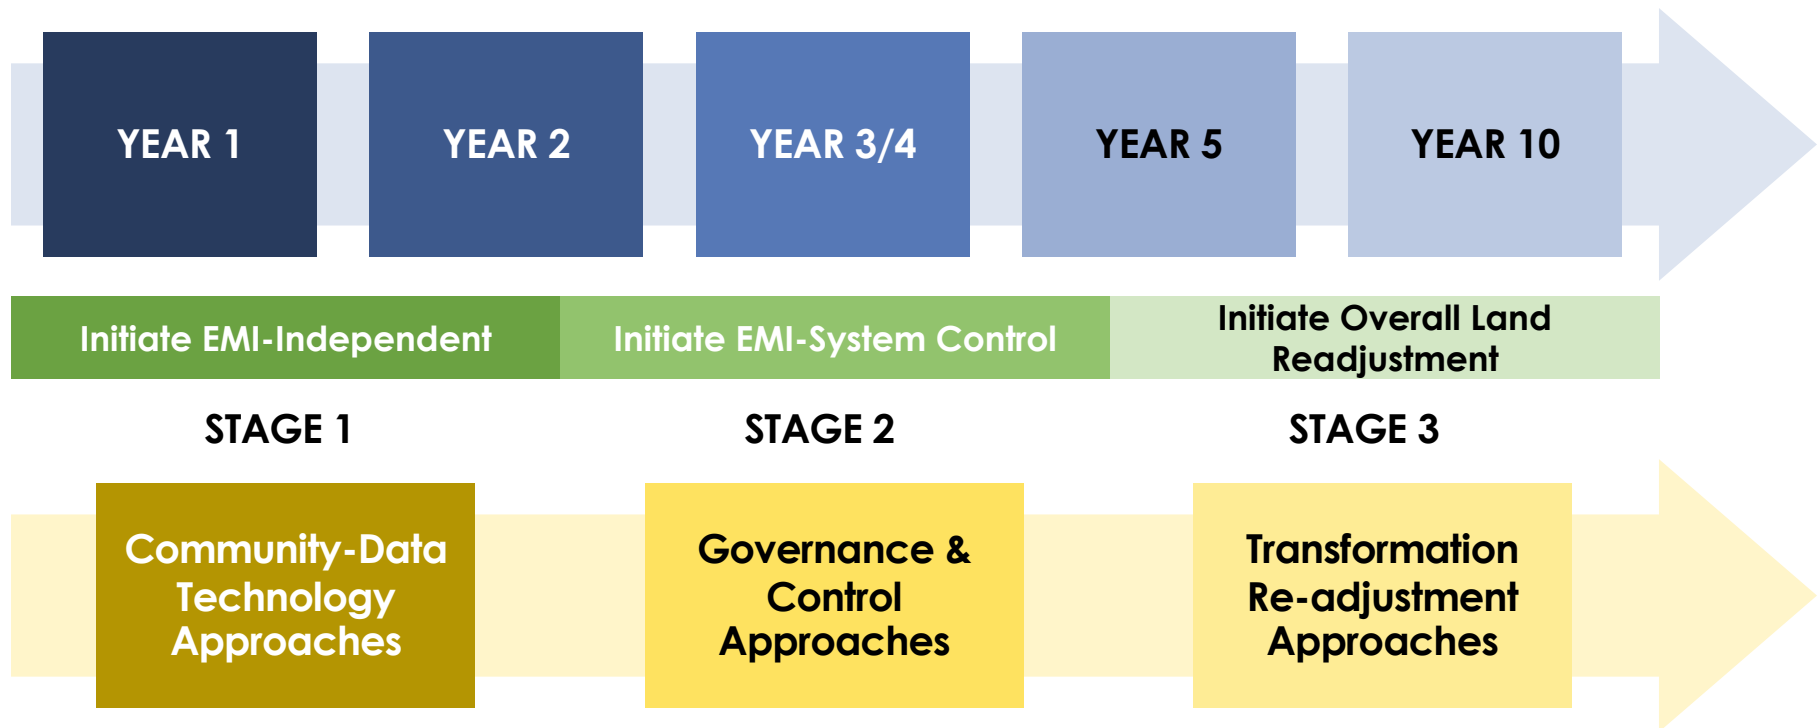 YEAR 1
YEAR 2
YEAR 3/4
YEAR 5
YEAR 10
Initiate EMI-Independent
Initiate EMI-System Control
Initiate Overall Land
Readjustment
STAGE 1
STAGE 2
STAGE 3
Community-Data
Technology
Approaches
Governance &
Control
Approaches
Transformation
Re-adjustment
Approaches